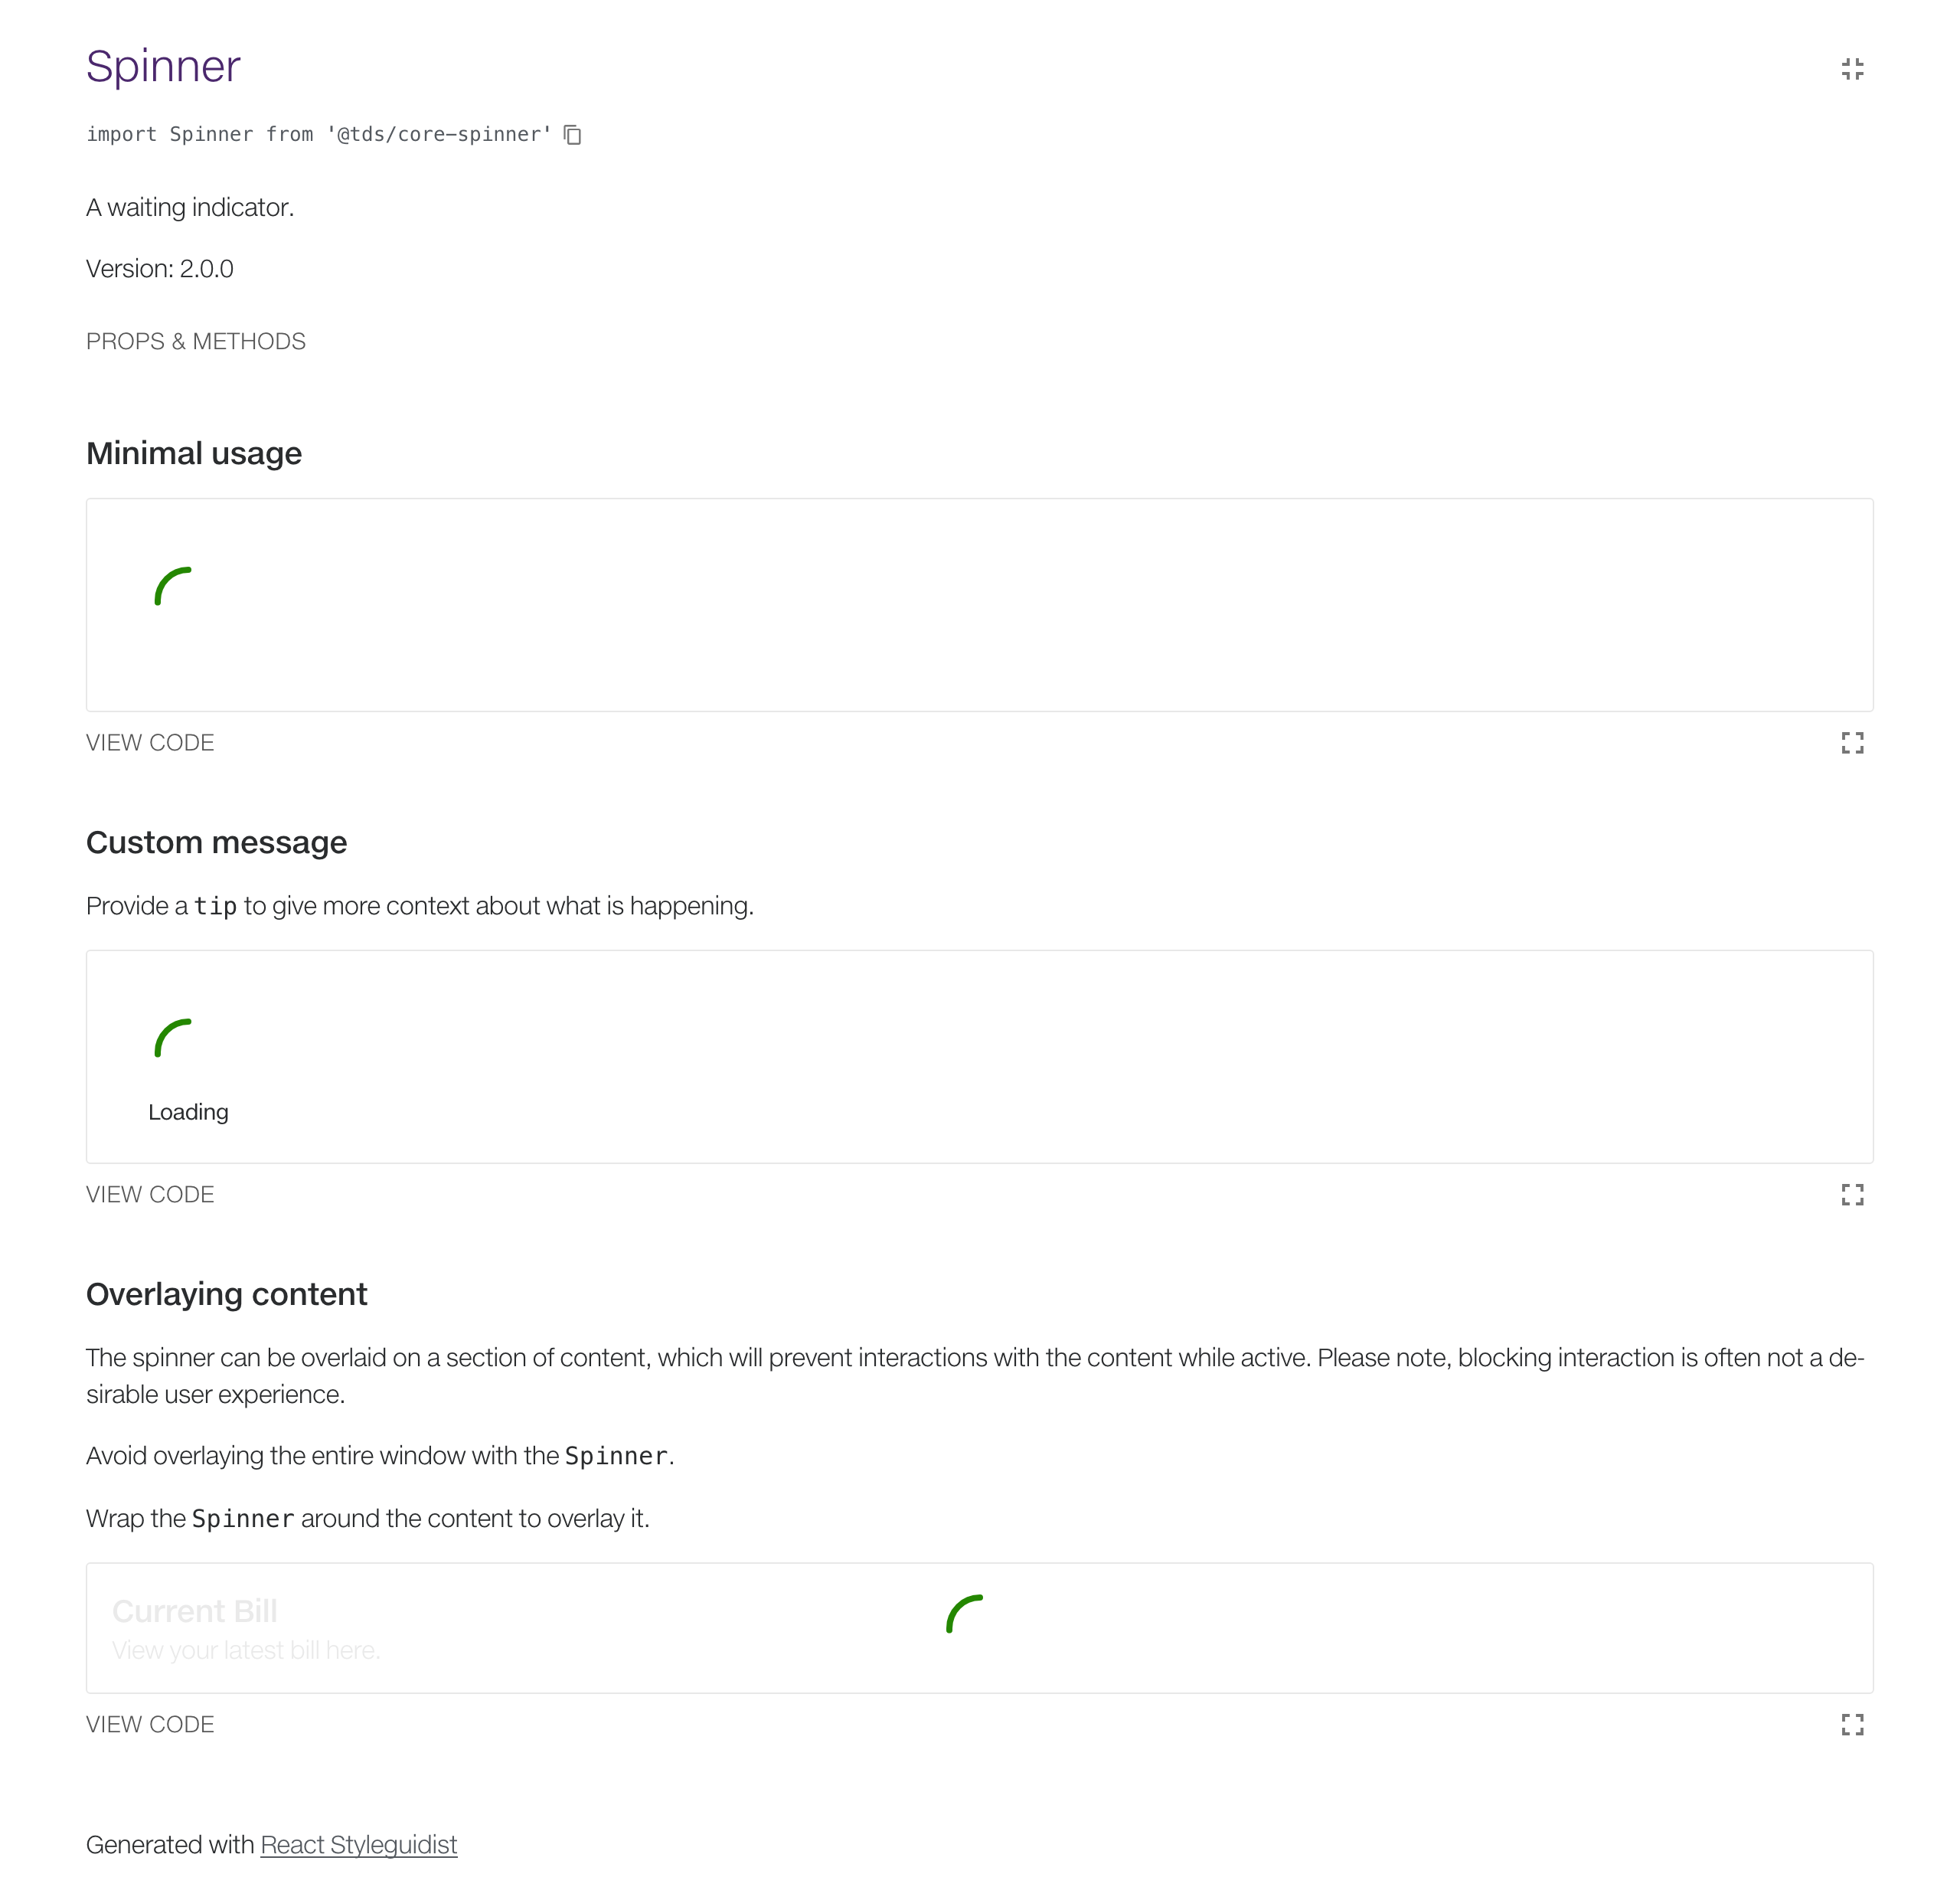 Spinner
import Spinner from '@tds/core-spinner'
A waiting indicator.
Version: 2.0.0
PROPS & METHODS
Minimal usage
VIEW CODE
Custom message
Provide a tip to give more context about what is happening.
Loading
VIEW CODE
Overlaying content
The spinner can be overlaid on a section of content, which will prevent interactions with the content while active. Please note, blocking interaction is often not a de-
sirable user experience.
Avoid overlaying the entire window with the Spinner.
Wrap the Spinner around the content to overlay it.
Current Bill
View your latest bill here.
VIEW CODE
Generated with React Styleguidist